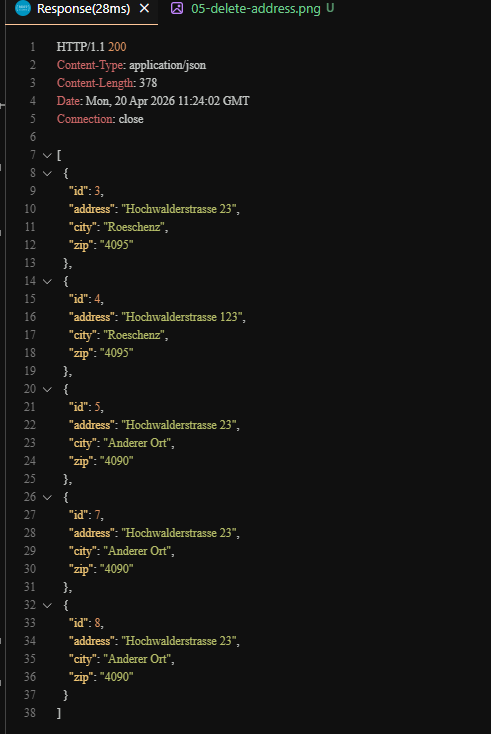 Response(28ms) × 05-delete-address.png U
1 HTTP/1.1 200
2 Content-Type: application/json
3 Content-Length: 378
4 Date: Mon, 20 Apr 2026 11:24:02 GMT
5 Connection: close
6
7 [
8 {
9 "id": 3,
10 "address": "Hochwalderstrasse 23",
11 "city": "Roeschenz",
12 "zip": "4095"
13 },
14 {
15 "id": 4,
16 "address": "Hochwalderstrasse 123",
17 "city": "Roeschenz",
18 "zip": "4095"
19 },
20 {
21 "id": 5,
22 "address": "Hochwalderstrasse 23",
23 "city": "Anderer Ort",
24 "zip": "4090"
25 },
26 {
27 "id": 7,
28 "address": "Hochwalderstrasse 23",
29 "city": "Anderer Ort",
30 "zip": "4090"
31 },
32 {
33 "id": 8,
34 "address": "Hochwalderstrasse 23",
35 "city": "Anderer Ort",
36 "zip": "4090"
37 }
38 ]